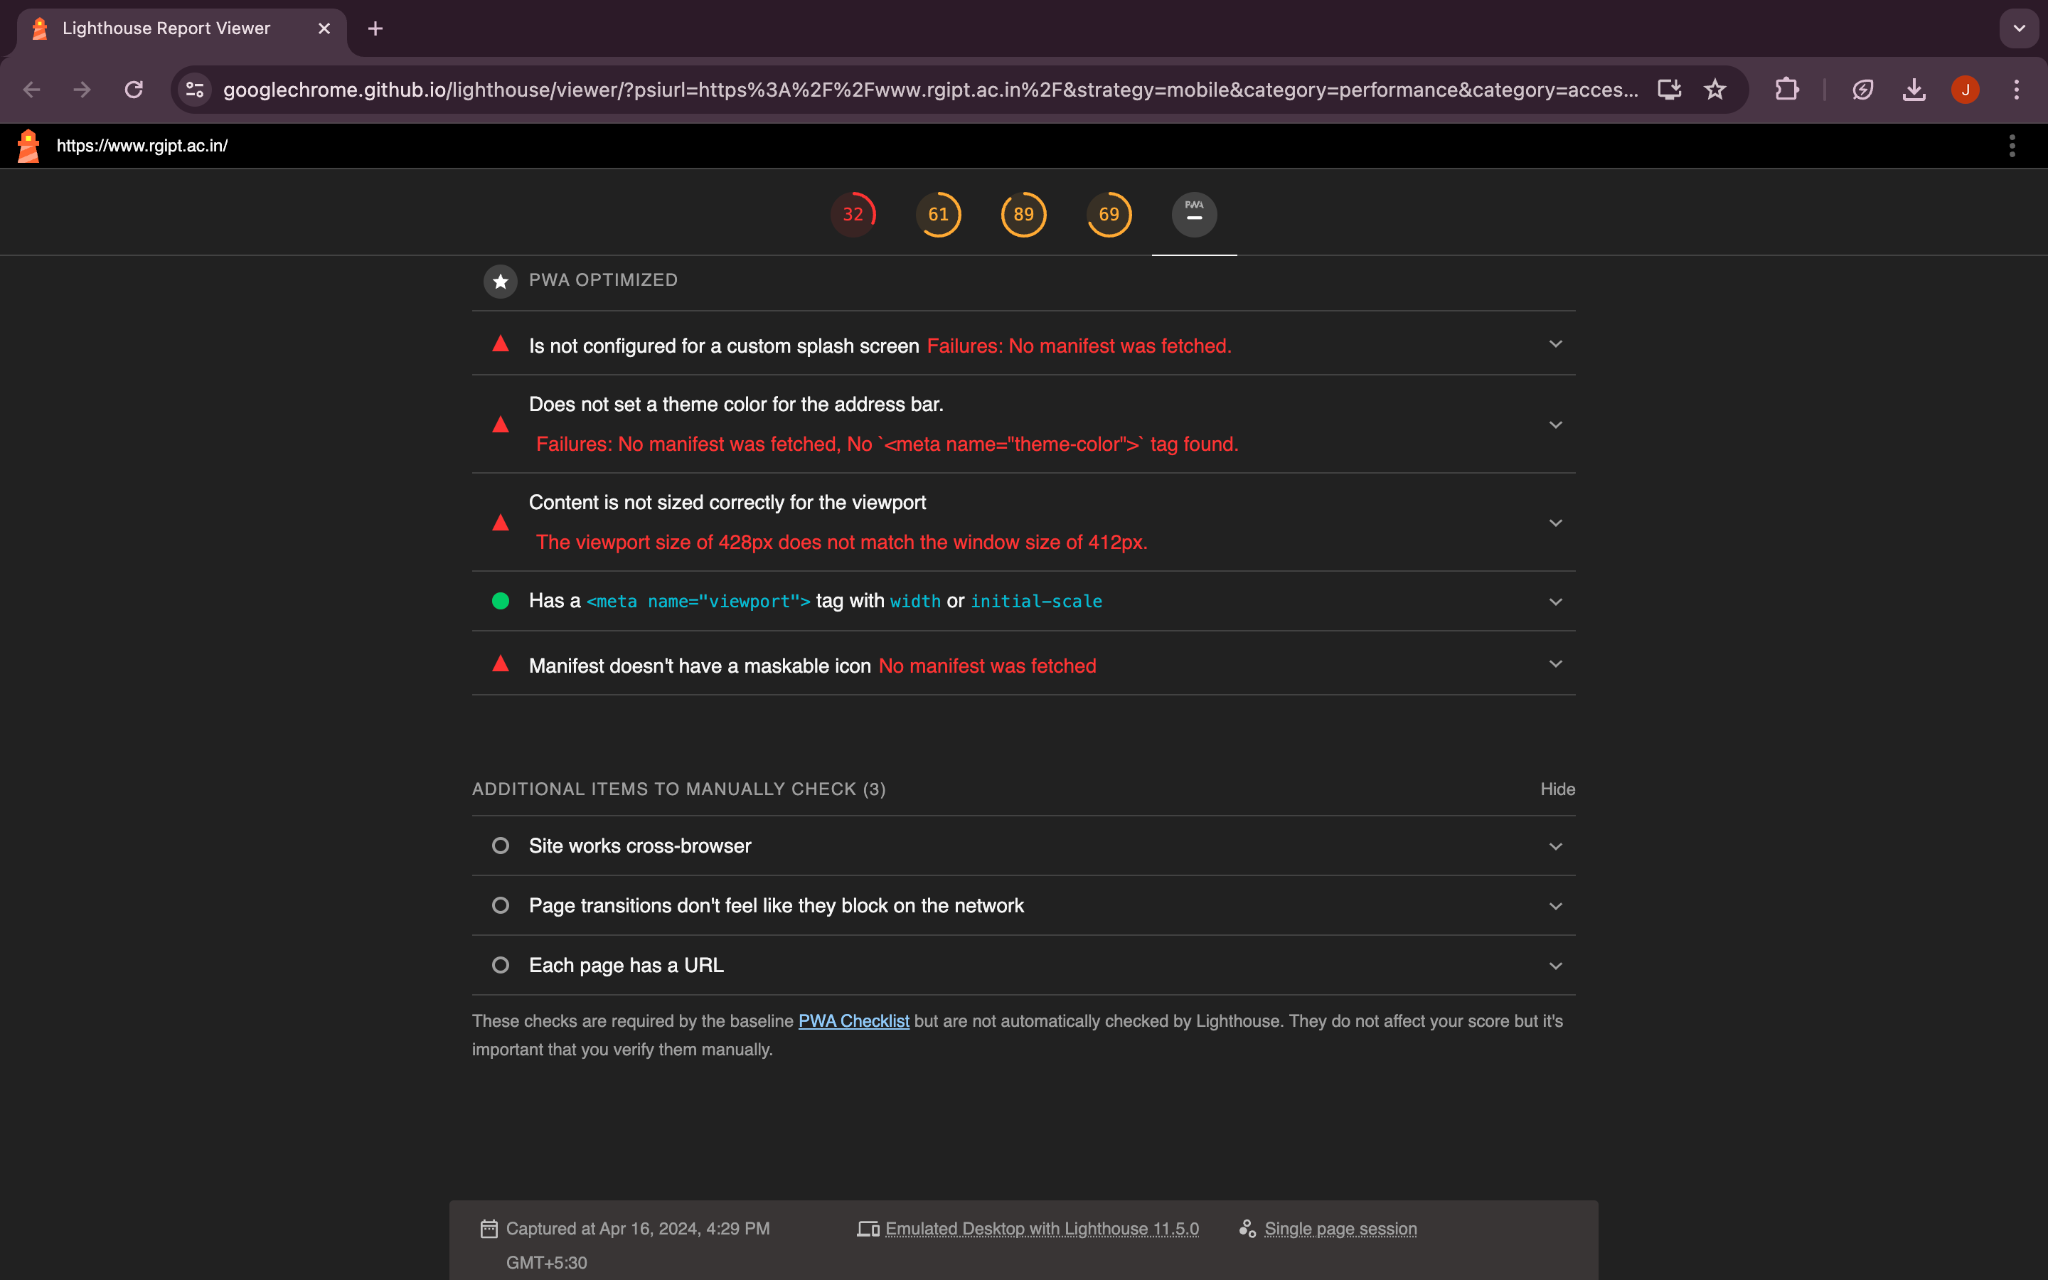 Lighthouse Report Viewer
googlechrome.github.io/lighthouse/viewer/?psiurl=https%3A%2F%2Fwww.rgipt.ac.in%2F&strategy=mobile&category=performance&category=acces...
J
https://www.rgipt.ac.in/
32 61 89 69 PWA
PWA OPTIMIZED
Is not configured for a custom splash screen Failures: No manifest was fetched.
Does not set a theme color for the address bar.
Failures: No manifest was fetched, No `<meta name="theme-color">` tag found.
Content is not sized correctly for the viewport
The viewport size of 428px does not match the window size of 412px.
Has a <meta name="viewport"> tag with width or initial-scale
Manifest doesn't have a maskable icon No manifest was fetched
ADDITIONAL ITEMS TO MANUALLY CHECK (3) Hide
Site works cross-browser
Page transitions don't feel like they block on the network
Each page has a URL
These checks are required by the baseline PWA Checklist but are not automatically checked by Lighthouse. They do not affect your score but it's
important that you verify them manually.
Captured at Apr 16, 2024, 4:29 PM Emulated Desktop with Lighthouse 11.5.0 Single page session
GMT+5:30